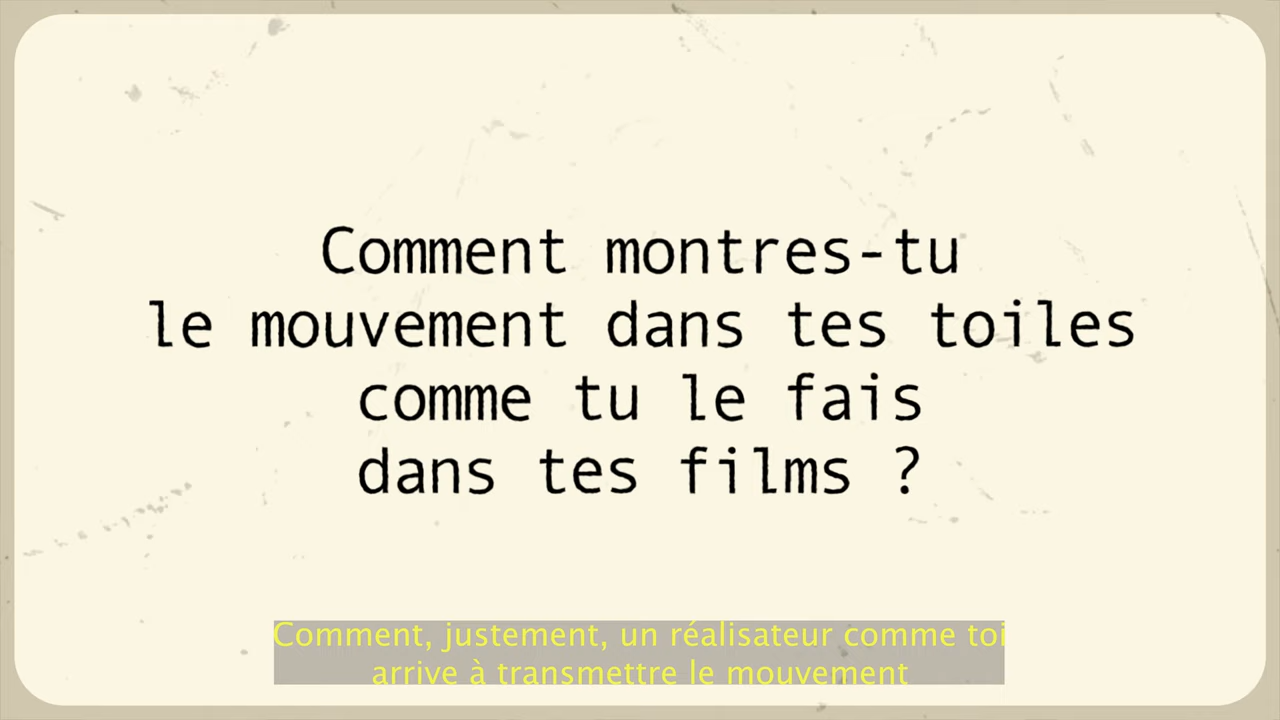 Comment montres-tu
le mouvement dans tes toiles
comme tu le fais
dans tes films ?
Comment, justement, un réalisateur comme toi
arrive à transmettre le mouvement